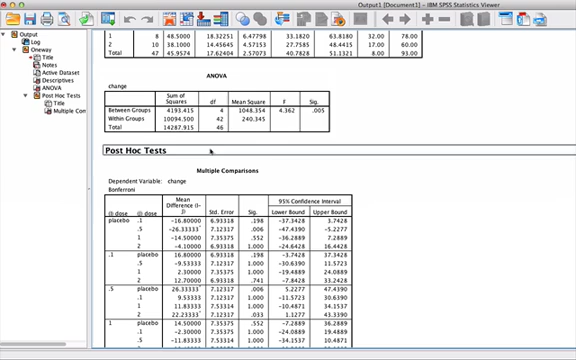 Output1 [Document1] - IBM SPSS Statistics Viewer
Output
Log
Oneway
Title
Notes
Active Dataset
Descriptives
ANOVA
Post Hoc Tests
Title
Multiple Com
1 8 48.5000 18.32251 6.47798 33.1820 63.8180 32.00 78.00
2 10 38.1000 14.45645 4.57153 27.7585 48.4415 17.00 60.00
Total 47 45.9574 17.62404 2.57073 40.7828 51.1321 8.00 93.00
ANOVA
change
Sum of Squares df Mean Square F Sig.
Between Groups 4193.415 4 1048.354 4.362 .005
Within Groups 10094.500 42 240.345
Total 14287.915 46
Post Hoc Tests
Multiple Comparisons
Dependent Variable: change
Bonferroni
95% Confidence Interval
(I) dose (J) dose Mean Difference (I-J) Std. Error Sig. Lower Bound Upper Bound
placebo .1 -16.80000 6.93318 .198 -37.3428 3.7428
.5 -26.33333* 7.12317 .006 -47.4390 -5.2277
1 -14.50000 7.35375 .552 -36.2889 7.2889
2 -4.10000 6.93318 1.000 -24.6428 16.4428
.1 placebo 16.80000 6.93318 .198 -3.7428 37.3428
.5 -9.53333 7.12317 1.000 -30.6390 11.5723
1 2.30000 7.35375 1.000 -19.4889 24.0889
2 12.70000 6.93318 .741 -7.8428 33.2428
.5 placebo 26.33333* 7.12317 .006 5.2277 47.4390
.1 9.53333 7.12317 1.000 -11.5723 30.6390
1 11.83333 7.53314 1.000 -10.4871 34.1537
2 22.23333* 7.12317 .033 1.1277 43.3390
1 placebo 14.50000 7.35375 .552 -7.2889 36.2889
.1 -2.30000 7.35375 1.000 -24.0889 19.4889
.5 -11.83333 7.53314 1.000 -34.1537 10.4871